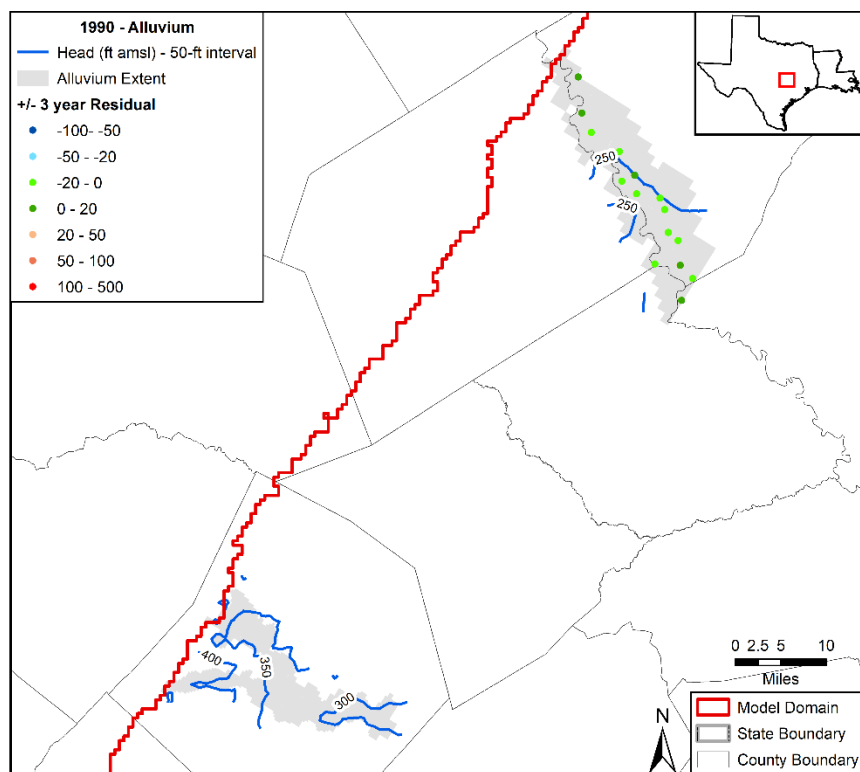 1990 - Alluvium
Head (ft amsl) - 50-ft interval
Alluvium Extent
+/- 3 year Residual
-100- -50
-50 - -20
-20 - 0
0 - 20
20 - 50
50 - 100
100 - 500
250
250
400
350
300
0 2.5 5 10
Miles
N
Model Domain
State Boundary
County Boundary